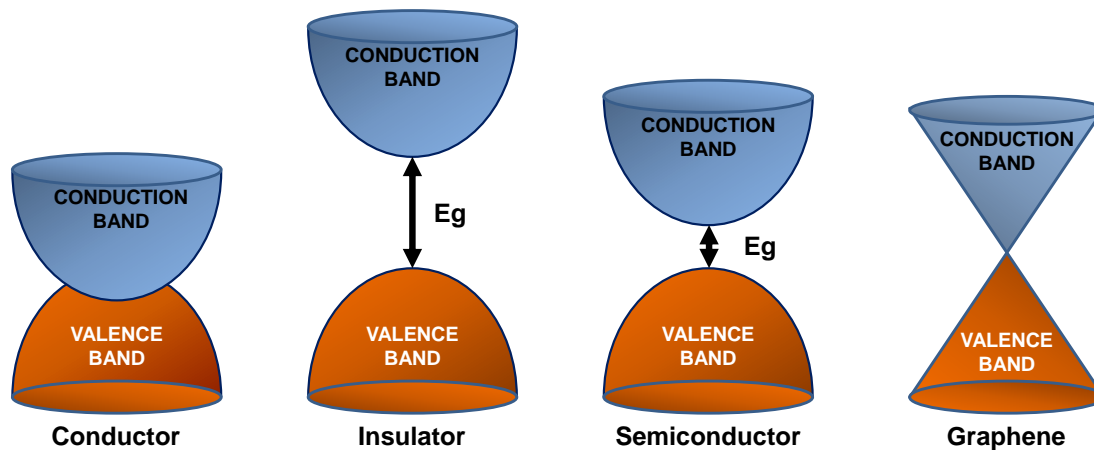 CONDUCTION
BAND
VALENCE
BAND
Conductor
CONDUCTION
BAND
Eg
VALENCE
BAND
Insulator
CONDUCTION
BAND
Eg
VALENCE
BAND
Semiconductor
CONDUCTION
BAND
VALENCE
BAND
Graphene